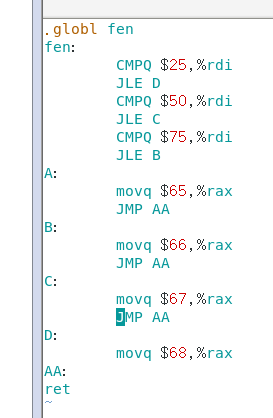 .globl fen
fen:
CMPQ $25,%rdi
JLE D
CMPQ $50,%rdi
JLE C
CMPQ $75,%rdi
JLE B
A:
movq $65,%rax
JMP AA
B:
movq $66,%rax
JMP AA
C:
movq $67,%rax
JMP AA
D:
movq $68,%rax
AA:
ret
~